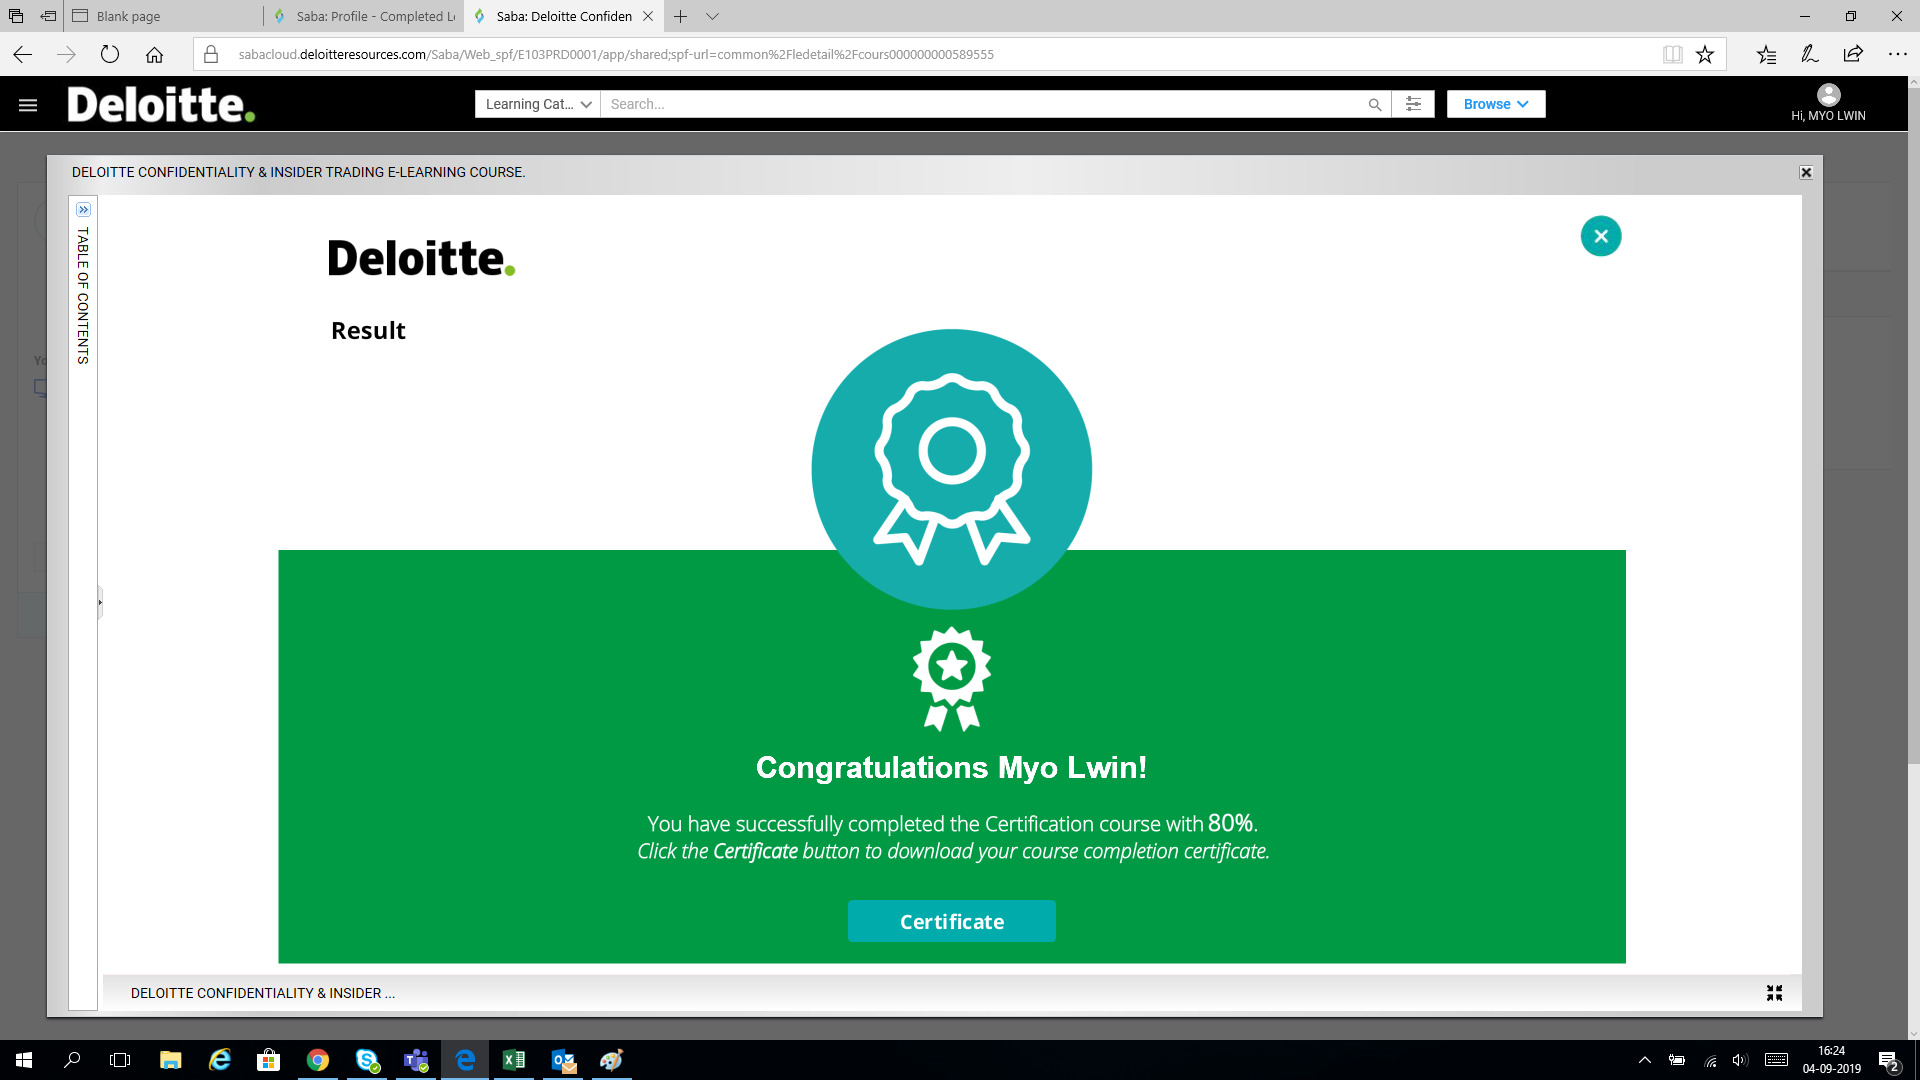 Blank page
Saba: Profile - Completed Le
Saba: Deloitte Confiden
sabacloud.deloitteresources.com/Saba/Web_spf/E103PRD0001/app/shared;spf-url=common%2Fledetail%2Fcours000000000589555
Deloitte.
Learning Cat...
Search...
Browse
Hi, MYO LWIN
DELOITTE CONFIDENTIALITY & INSIDER TRADING E-LEARNING COURSE.
TABLE OF CONTENTS
Yo
Deloitte.
Result
Congratulations Myo Lwin!
You have successfully completed the Certification course with 80%.
Click the Certificate button to download your course completion certificate.
Certificate
DELOITTE CONFIDENTIALITY & INSIDER ...
16:24
04-09-2019
2